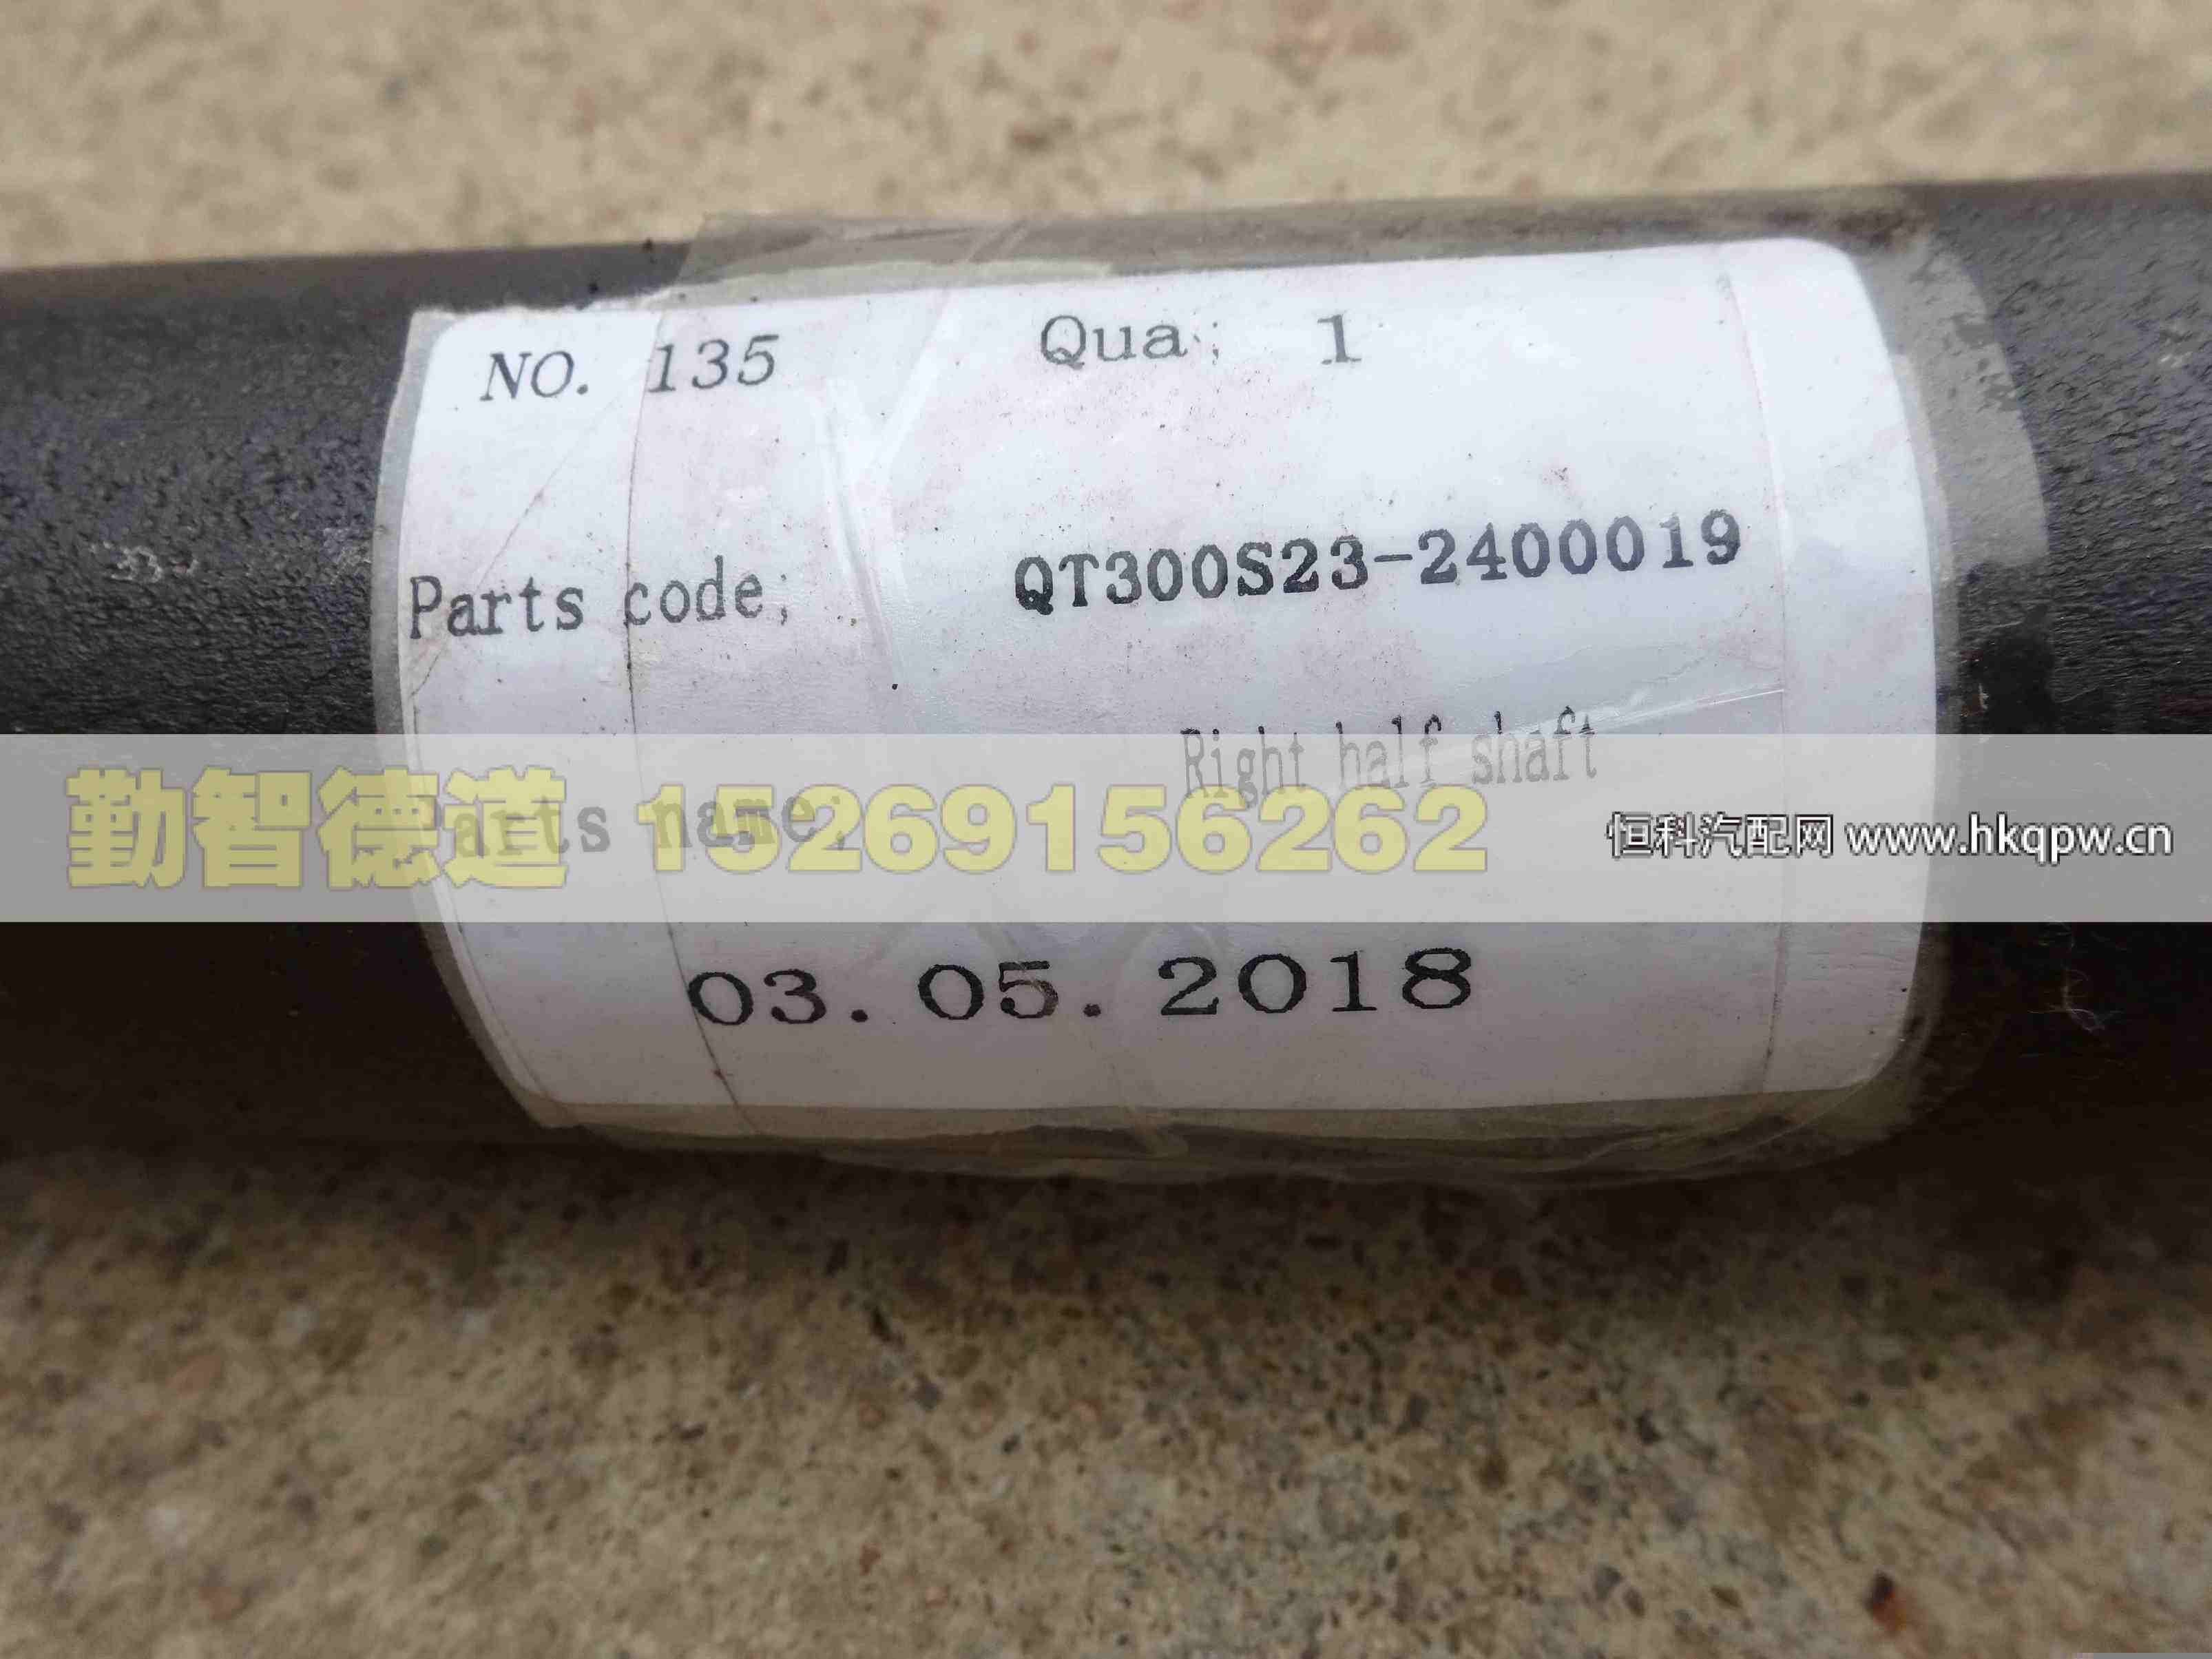 NO. 135 Qua; 1
Parts code; QT300S23-2400019
Right half shaft
Parts name;
勤智德道 15269156262
恒科汽配网 www.hkqpw.cn
03.05.2018